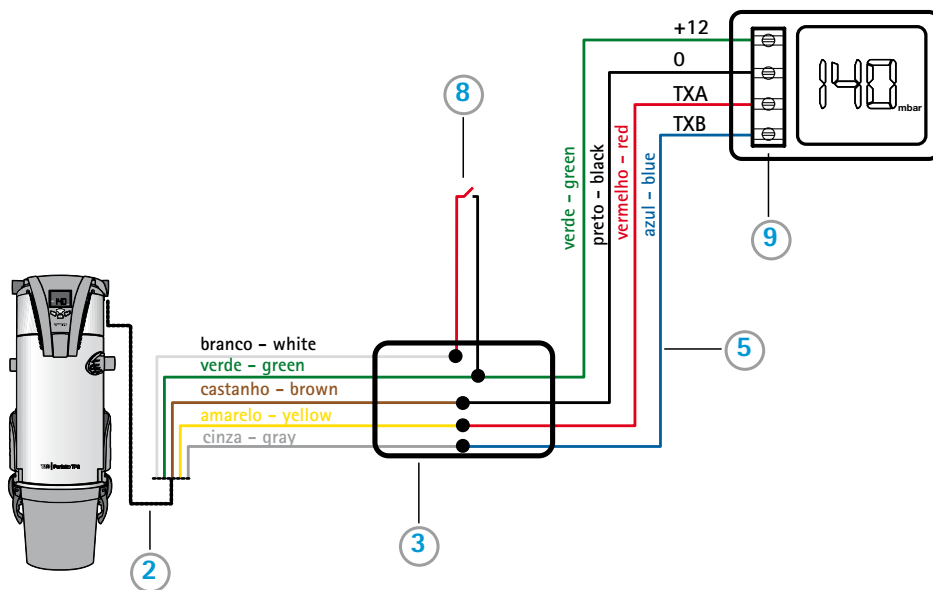 +12
0
TXA
TXB
140 mbar
8
verde – green
preto – black
vermelho – red
azul – blue
9
140
branco – white
verde – green
castanho – brown
amarelo – yellow
cinza – gray
5
3
2